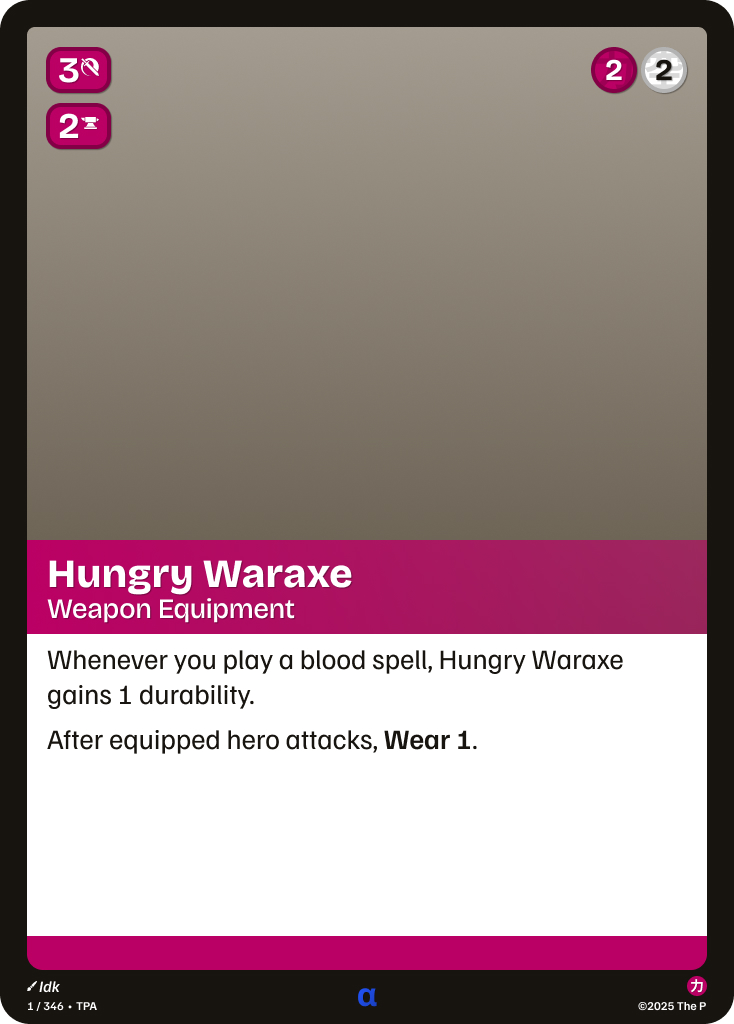 3
2 2
2
Hungry Waraxe
Weapon Equipment
Whenever you play a blood spell, Hungry Waraxe
gains 1 durability.
After equipped hero attacks, Wear 1.
Idk
α
力
1 / 346 • TPA
©2025 The P